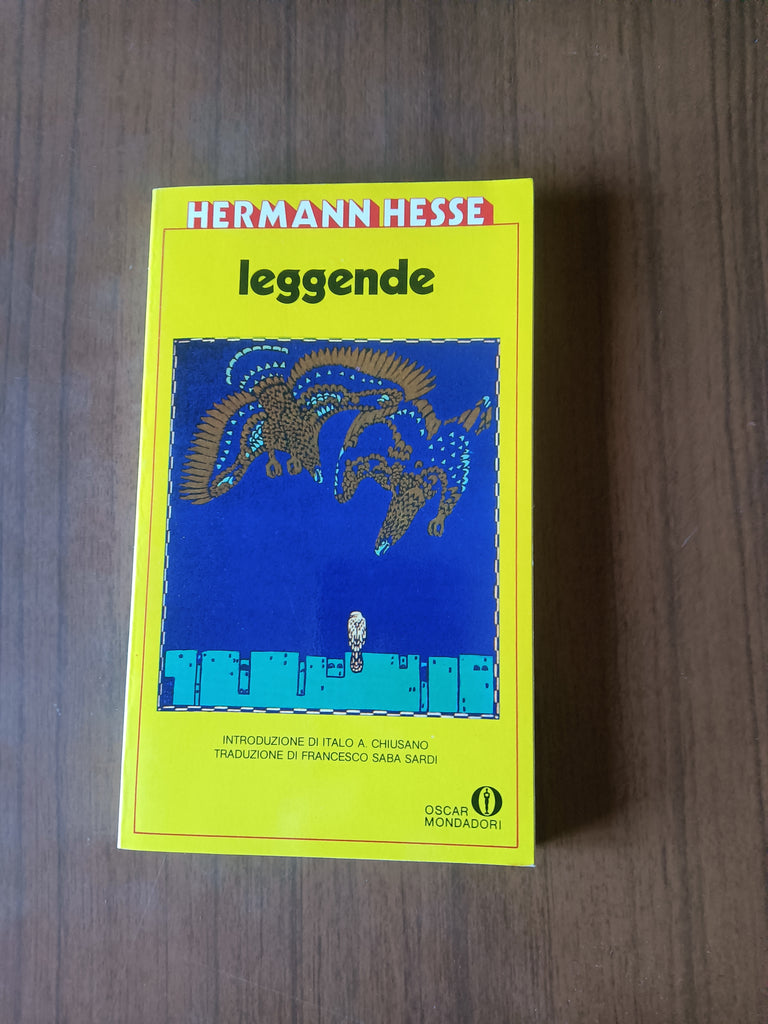 HERMANN HESSE
leggende
INTRODUZIONE DI ITALO A. CHIUSANO
TRADUZIONE DI FRANCESCO SABA SARDI
OSCAR
MONDADORI